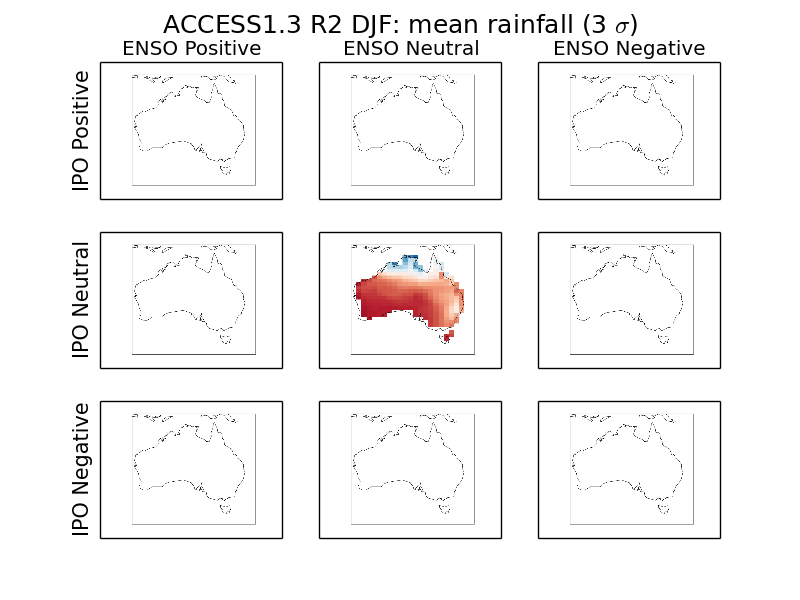 ACCESS1.3 R2 DJF: mean rainfall (3 σ)
ENSO Positive ENSO Neutral ENSO Negative
IPO Positive
IPO Neutral
IPO Negative